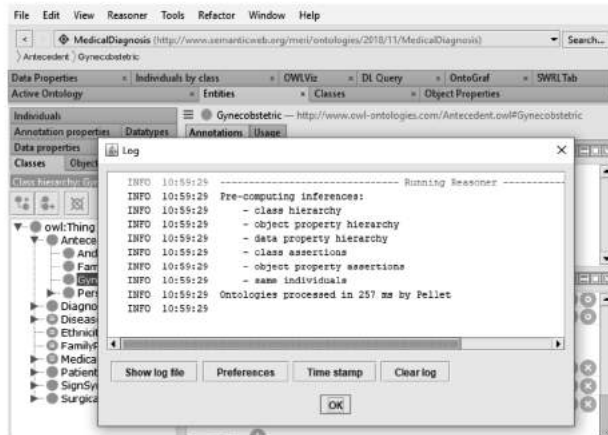 File Edit View Reasoner Tools Refactor Window Help
< MedicalDiagnosis (http://www.semanticweb.org/meri/ontologies/2018/11/MedicalDiagnosis) Search...
Antecedent Gynecobstetric
Data Properties Individuals by class OWLViz DL Query OntoGraf SWRLTab
Active Ontology Entities Classes Object Properties
Individuals Gynecobstetric — http://www.owl-ontologies.com/Antecedent.owl#Gynecobstetric
Annotation properties Datatypes Annotations Usage
Data properties
Classes Object
Class hierarchy: Gyn
Log
INFO 10:59:29 ------------------------------- Running Reasoner -----------
INFO 10:59:29 Pre-computing inferences:
INFO 10:59:29 - class hierarchy
INFO 10:59:29 - object property hierarchy
INFO 10:59:29 - data property hierarchy
INFO 10:59:29 - class assertions
INFO 10:59:29 - object property assertions
INFO 10:59:29 - same individuals
INFO 10:59:29 Ontologies processed in 257 ms by Pellet
INFO 10:59:29
Show log file Preferences Time stamp Clear log
OK
owl:Thing
Antece
And
Fam
Gyn
Per
Diagno
Diseas
Ethnicit
FamilyF
Medica
Patient
SignSy
Surgica